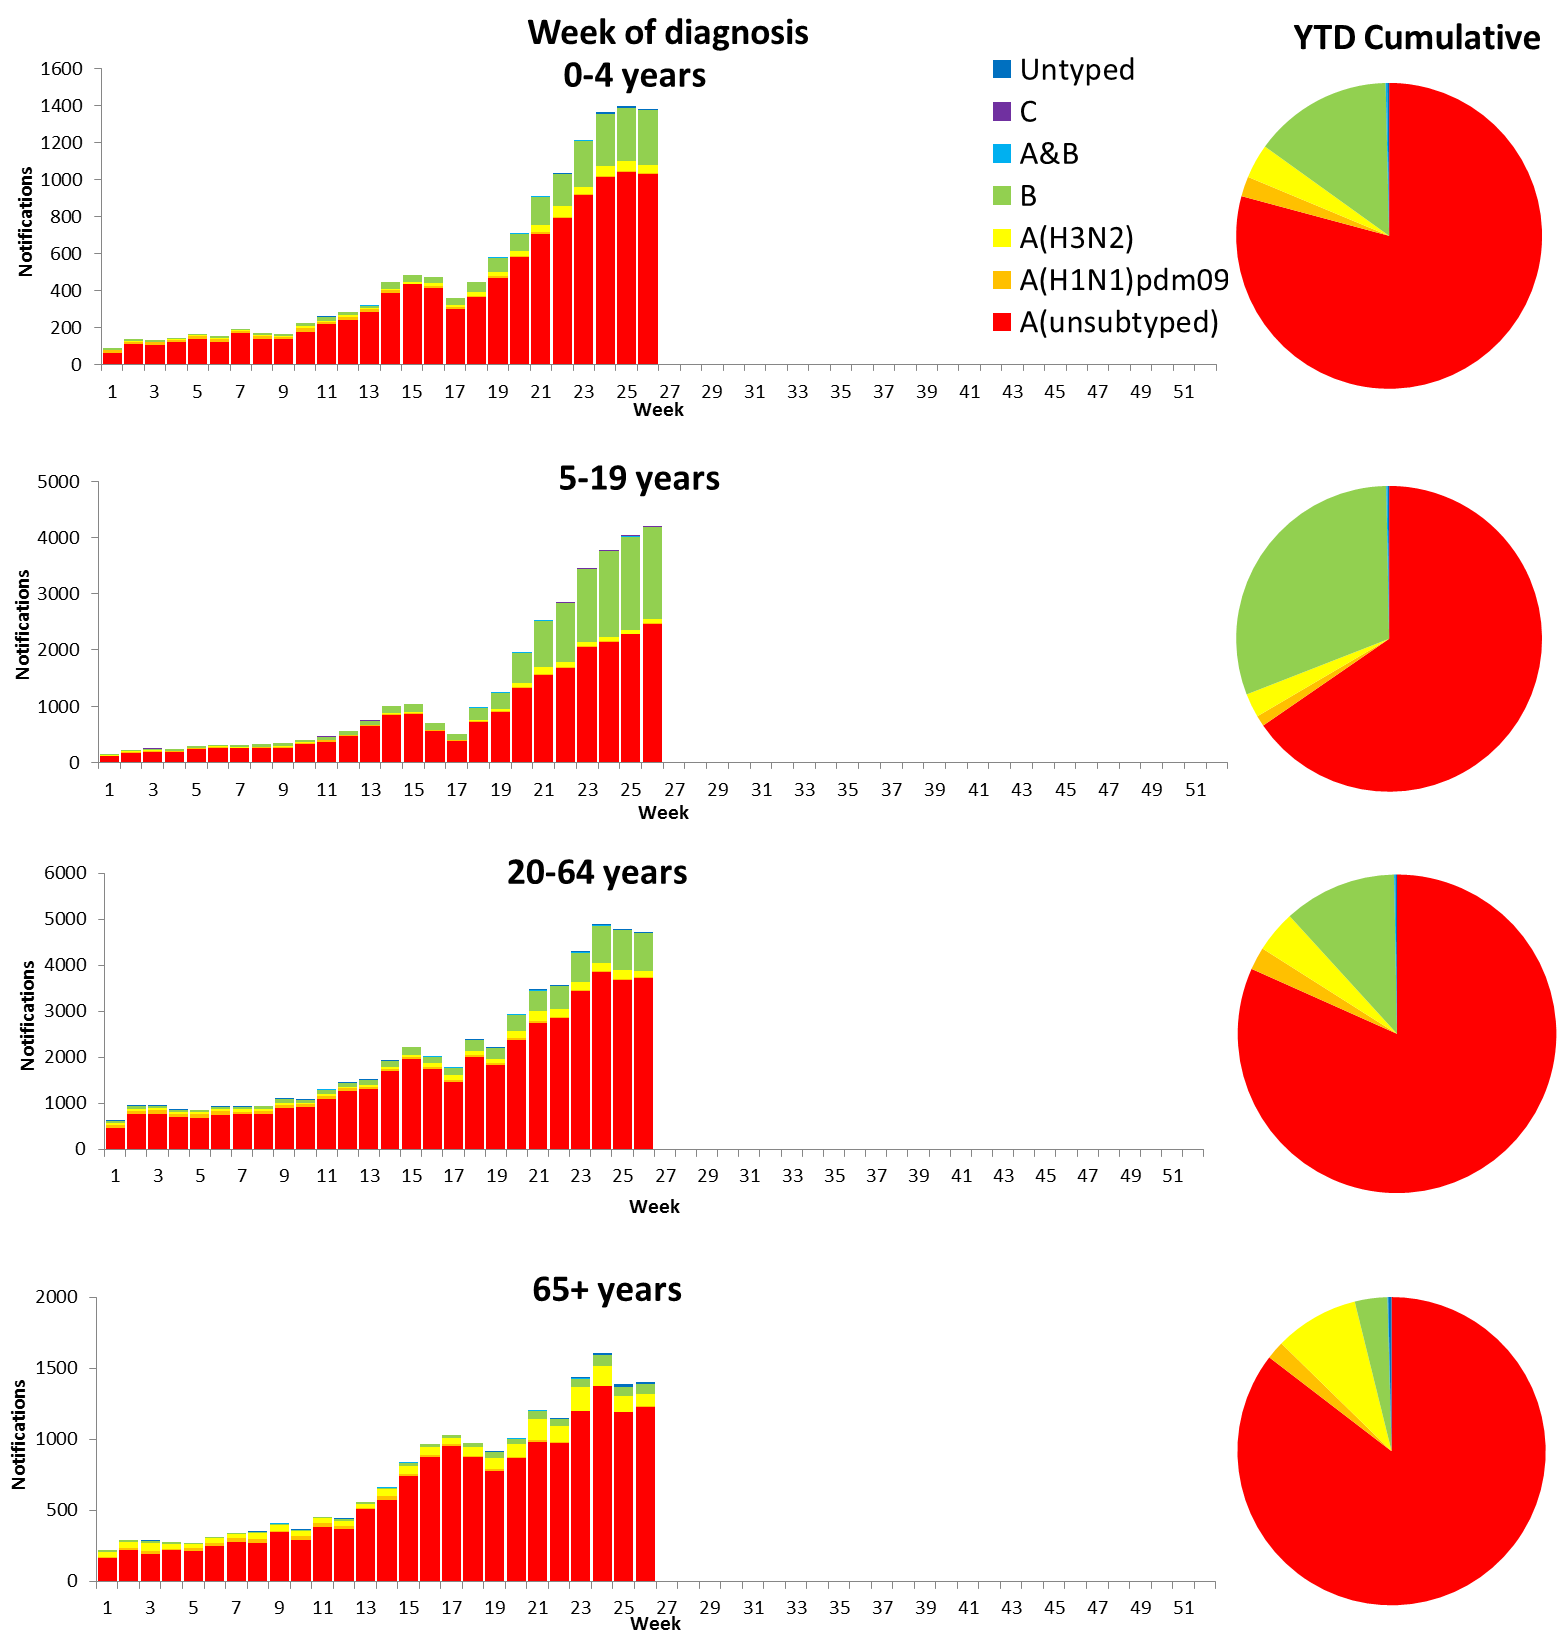 Week of diagnosis
0-4 years
YTD Cumulative
1600
1400
1200
1000
800
600
400
200
0
Notifications
1 3 5 7 9 11 13 15 17 19 21 23 25 27 29 31 33 35 37 39 41 43 45 47 49 51
Week
Untyped
C
A&B
B
A(H3N2)
A(H1N1)pdm09
A(unsubtyped)
5-19 years
5000
4000
3000
2000
1000
0
Notifications
1 3 5 7 9 11 13 15 17 19 21 23 25 27 29 31 33 35 37 39 41 43 45 47 49 51
Week
20-64 years
6000
5000
4000
3000
2000
1000
0
Notifications
1 3 5 7 9 11 13 15 17 19 21 23 25 27 29 31 33 35 37 39 41 43 45 47 49 51
Week
65+ years
2000
1500
1000
500
0
Notifications
1 3 5 7 9 11 13 15 17 19 21 23 25 27 29 31 33 35 37 39 41 43 45 47 49 51
Week